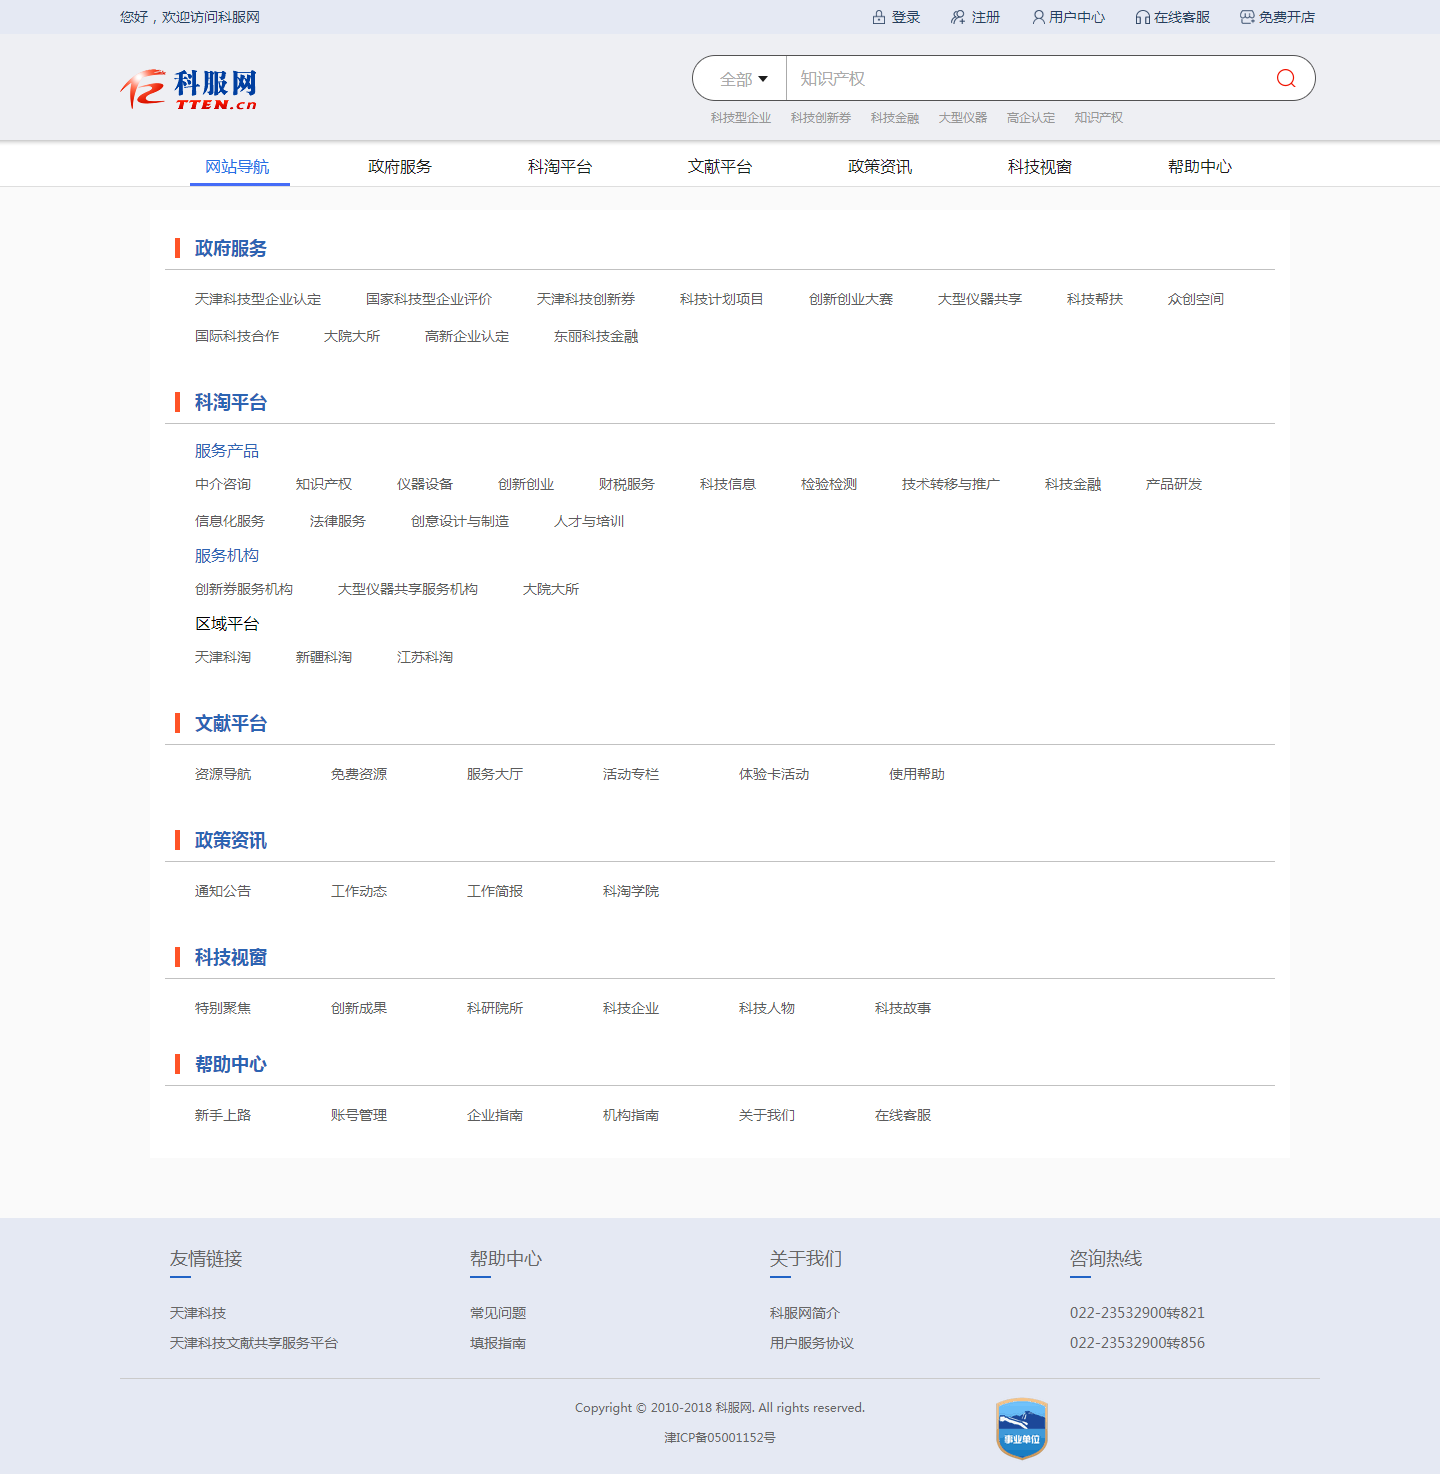 您好，欢迎访问科服网 登录 注册 用户中心 在线客服 免费开店
科服网
TTEN.cn
全部 知识产权
科技型企业 科技创新券 科技金融 大型仪器 高企认定 知识产权
网站导航 政府服务 科淘平台 文献平台 政策资讯 科技视窗 帮助中心
政府服务
天津科技型企业认定 国家科技型企业评价 天津科技创新券 科技计划项目 创新创业大赛 大型仪器共享 科技帮扶 众创空间
国际科技合作 大院大所 高新企业认定 东丽科技金融
科淘平台
服务产品
中介咨询 知识产权 仪器设备 创新创业 财税服务 科技信息 检验检测 技术转移与推广 科技金融 产品研发
信息化服务 法律服务 创意设计与制造 人才与培训
服务机构
创新券服务机构 大型仪器共享服务机构 大院大所
区域平台
天津科淘 新疆科淘 江苏科淘
文献平台
资源导航 免费资源 服务大厅 活动专栏 体验卡活动 使用帮助
政策资讯
通知公告 工作动态 工作简报 科淘学院
科技视窗
特别聚焦 创新成果 科研院所 科技企业 科技人物 科技故事
帮助中心
新手上路 账号管理 企业指南 机构指南 关于我们 在线客服
友情链接 帮助中心 关于我们 咨询热线
天津科技 常见问题 科服网简介 022-23532900转821
天津科技文献共享服务平台 填报指南 用户服务协议 022-23532900转856
Copyright © 2010-2018 科服网. All rights reserved.
津ICP备05001152号
事业单位